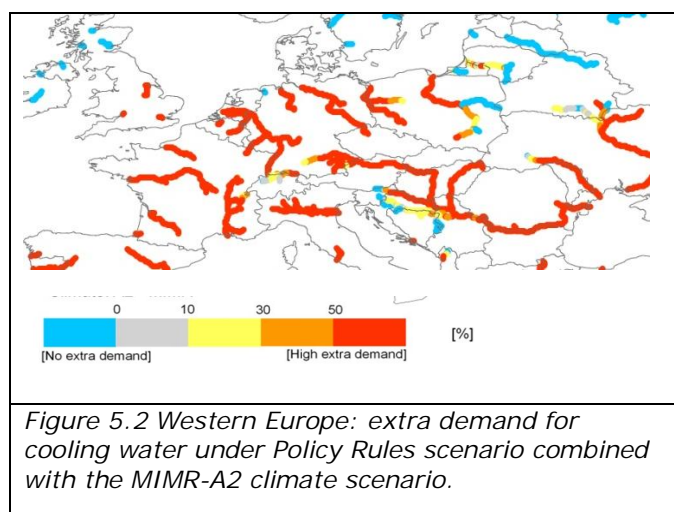 0 10 30 50
[%]
[No extra demand] [High extra demand]
Figure 5.2 Western Europe: extra demand for
cooling water under Policy Rules scenario combined
with the MIMR-A2 climate scenario.